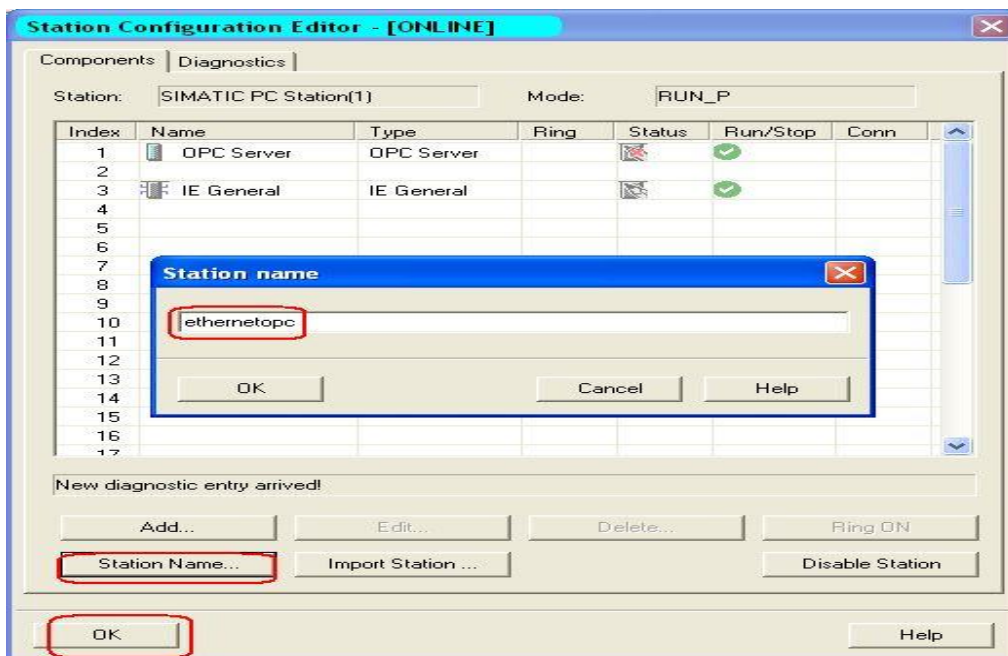 Station Configuration Editor - [ONLINE]
Components Diagnostics
Station: SIMATIC PC Station(1) Mode: RUN_P
Index Name Type Ring Status Run/Stop Conn
1 OPC Server OPC Server
2
3 IE General IE General
4
5
6
7
8
9
10
11
12
13
14
15
16
17
Station name
ethernetopc
OK Cancel Help
New diagnostic entry arrived!
Add... Edit... Delete... Ring ON
Station Name... Import Station ... Disable Station
OK Help